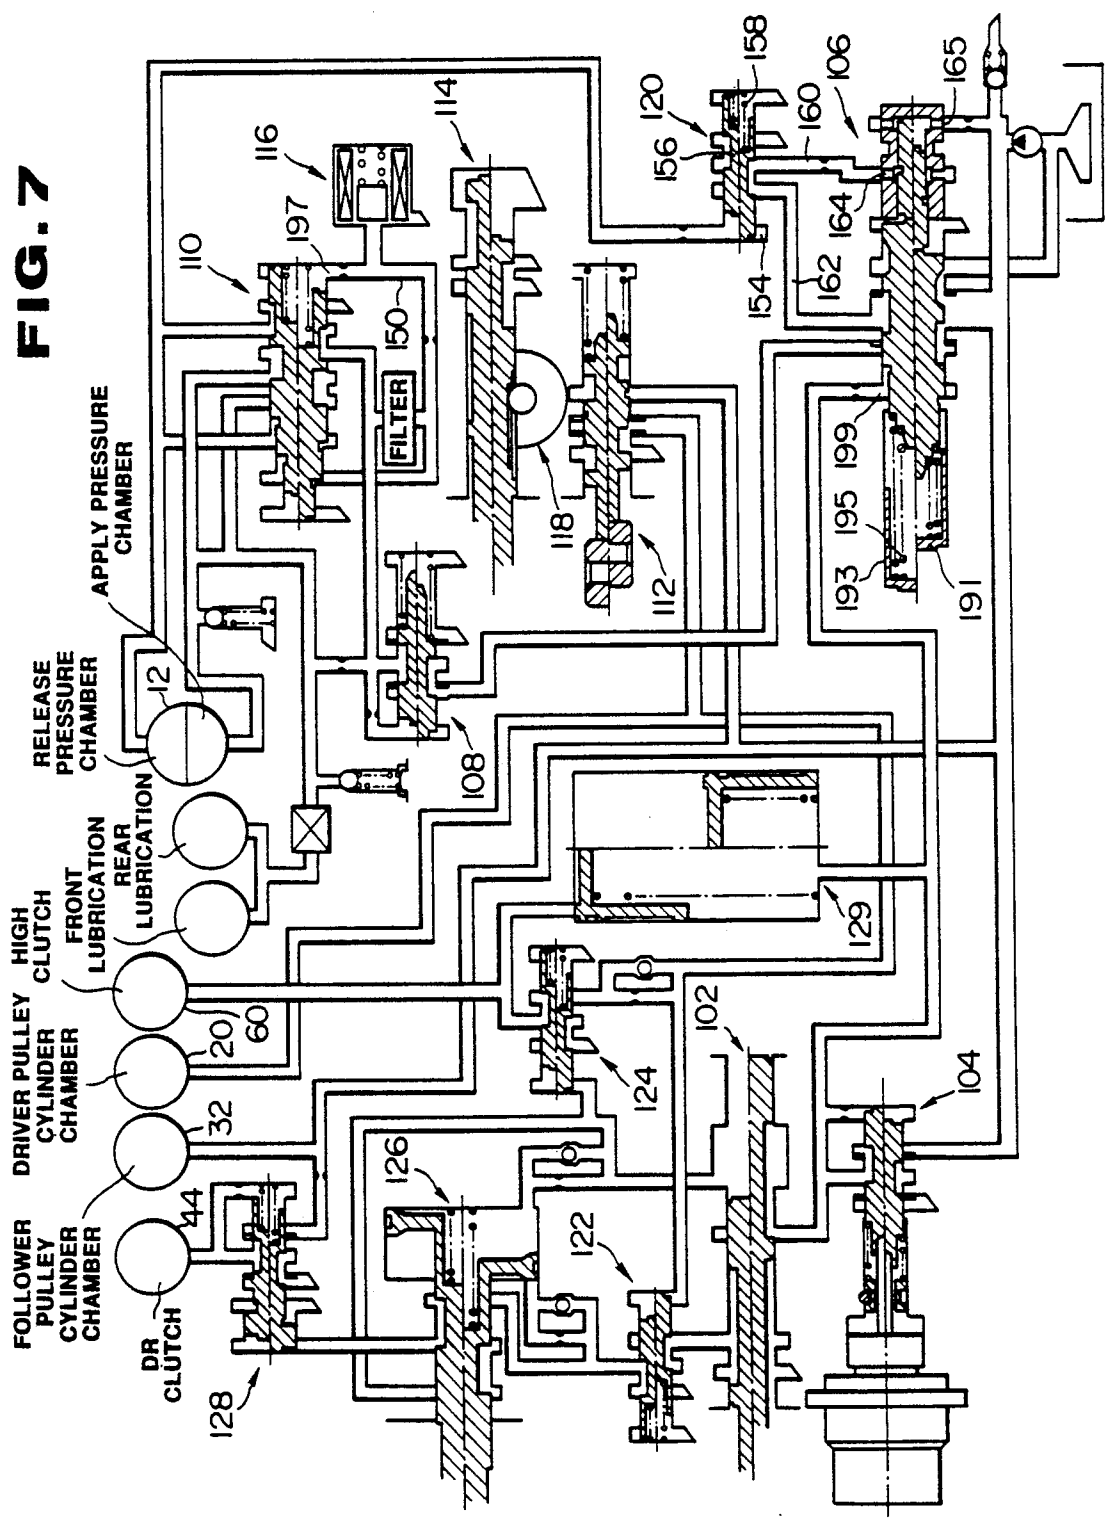 FIG. 7
FOLLOWER
PULLEY
CYLINDER
CHAMBER
DRIVER PULLEY
CYLINDER
CHAMBER
HIGH
CLUTCH
FRONT
LUBRICATION
REAR
LUBRICATION
RELEASE
PRESSURE
CHAMBER
APPLY PRESSURE
CHAMBER
DR
CLUTCH
44
32
20
60
12
110
116
197
150
FILTER
114
118
112
108
120
156
158
160
106
164
165
154
162
199
195
193
191
128
126
122
124
102
129
104